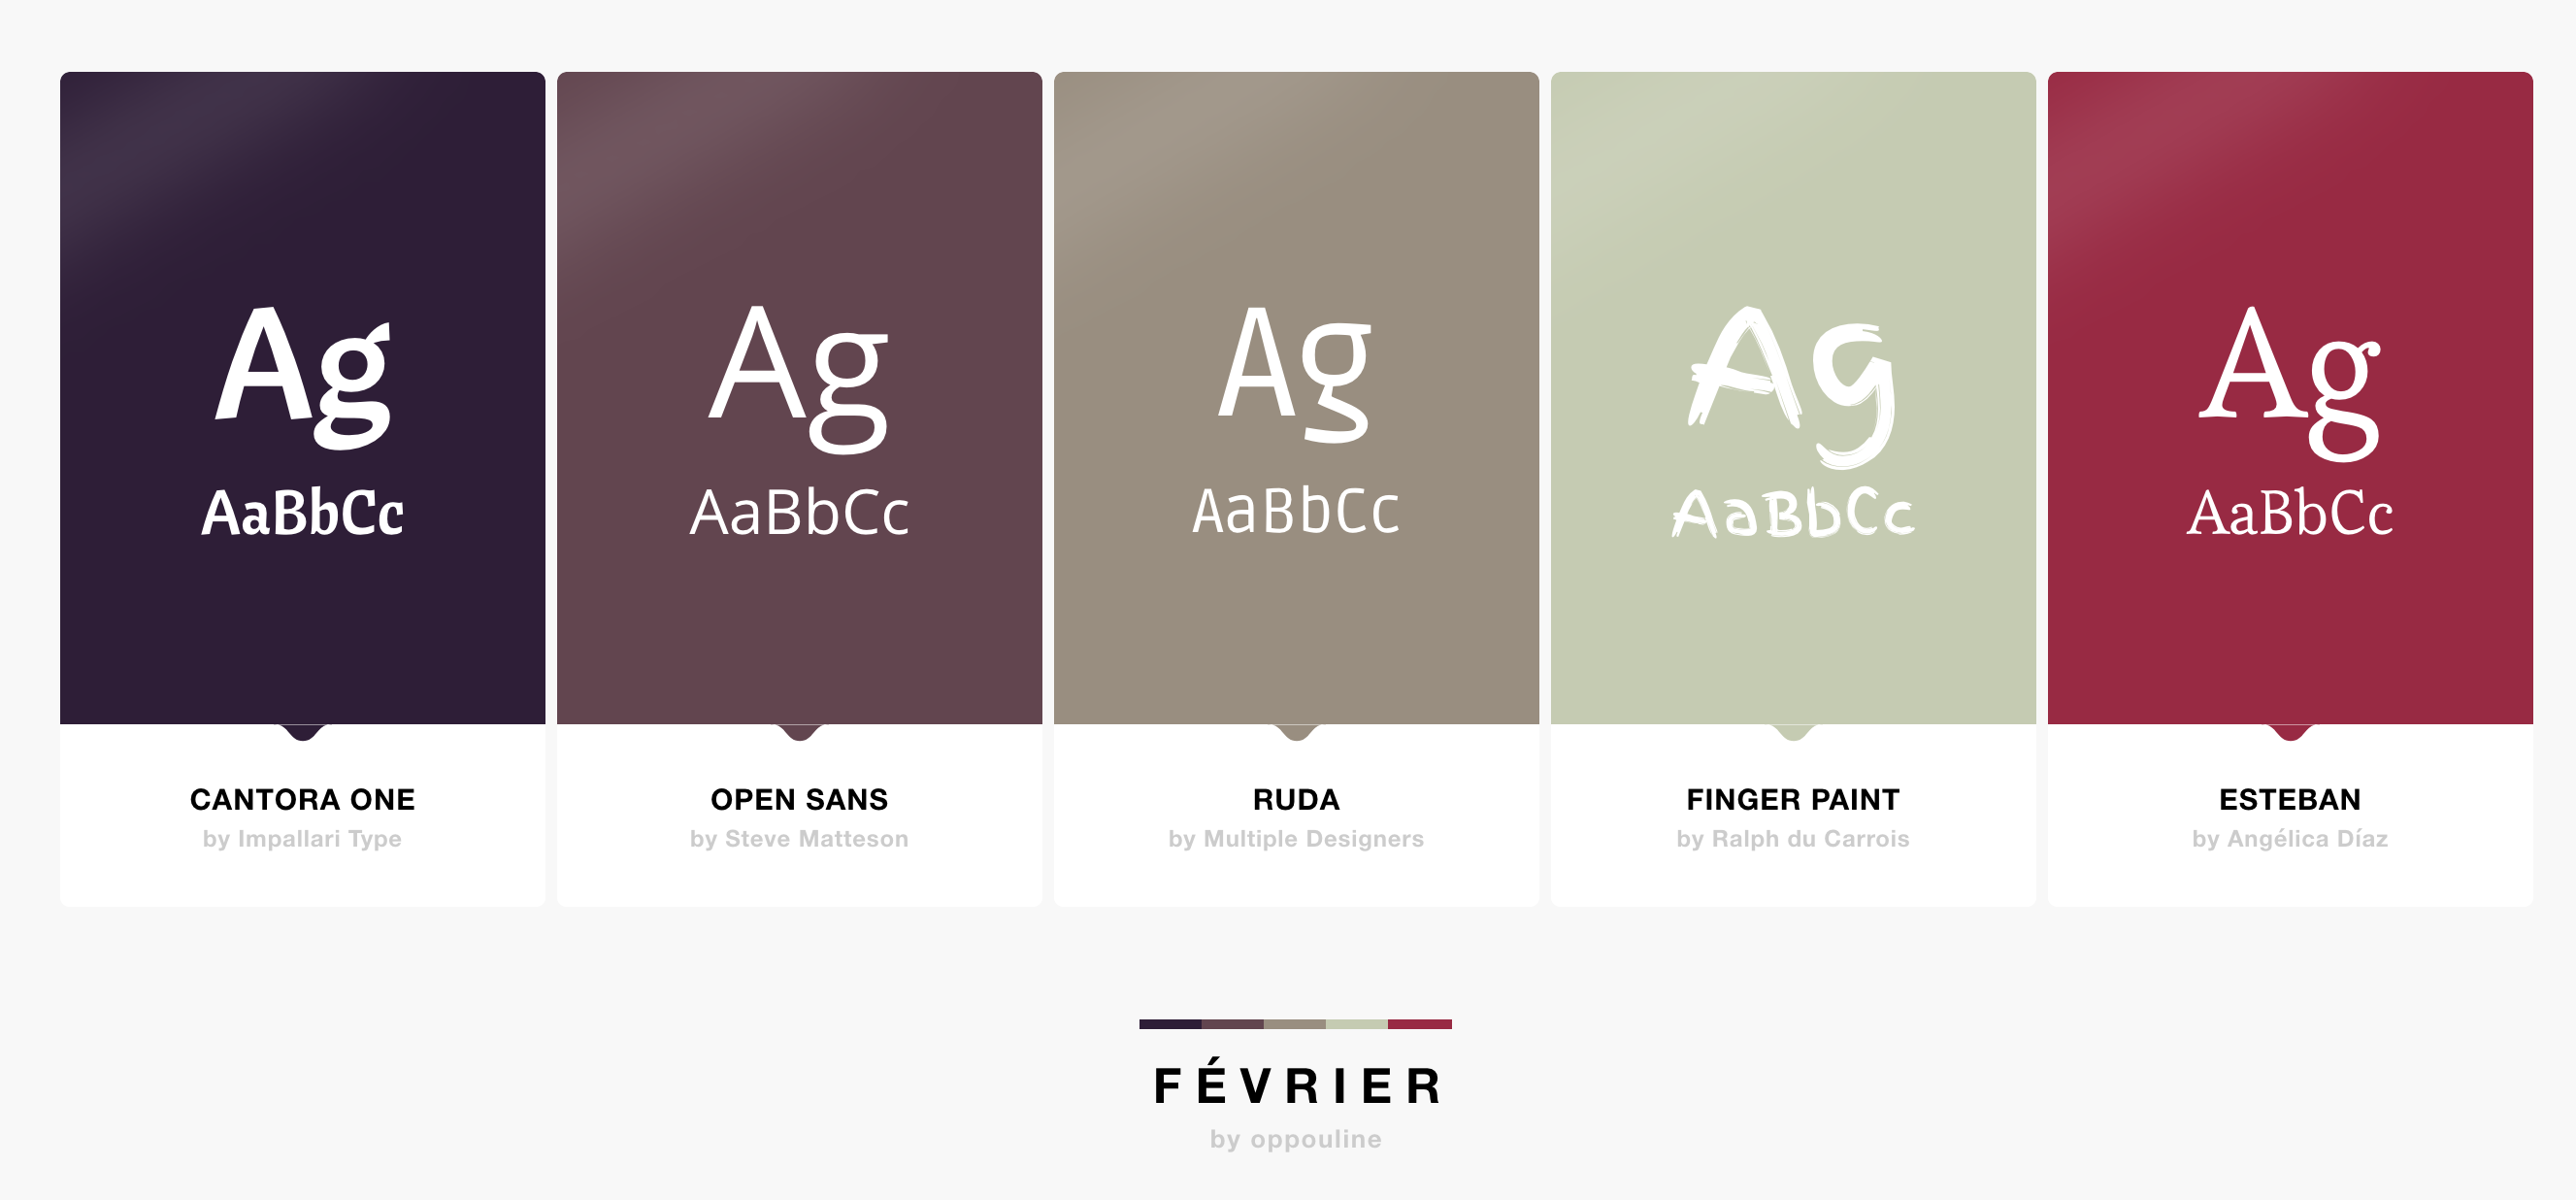 Ag
AaBbCc
CANTORA ONE
by Impallari Type
Ag
AaBbCc
OPEN SANS
by Steve Matteson
Ag
AaBbCc
RUDA
by Multiple Designers
Ag
AaBbCc
FINGER PAINT
by Ralph du Carrois
Ag
AaBbCc
ESTEBAN
by Angélica Díaz
FÉVRIER
by oppouline